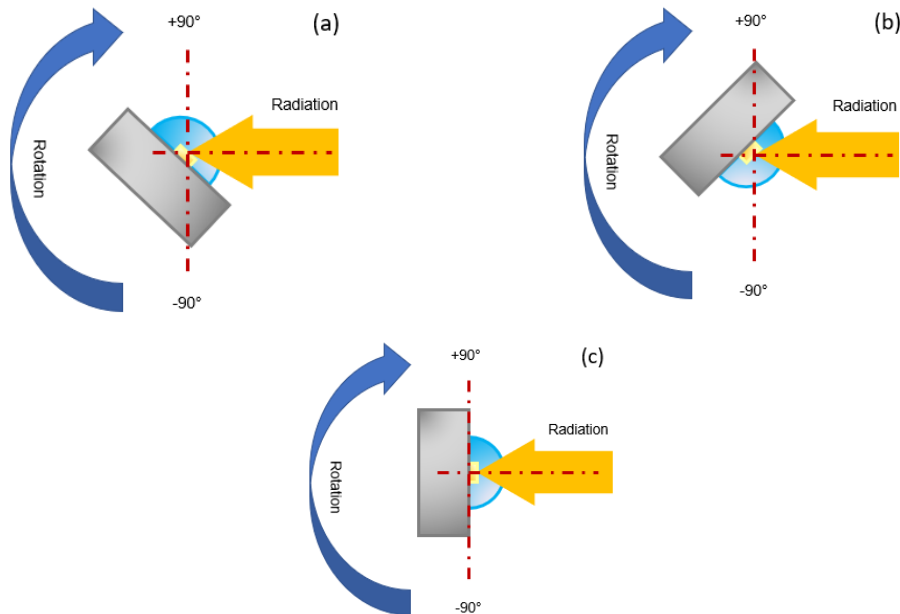 +90°
(a)
Radiation
Rotation
-90°
+90°
(b)
Radiation
Rotation
-90°
+90°
(c)
Radiation
Rotation
-90°